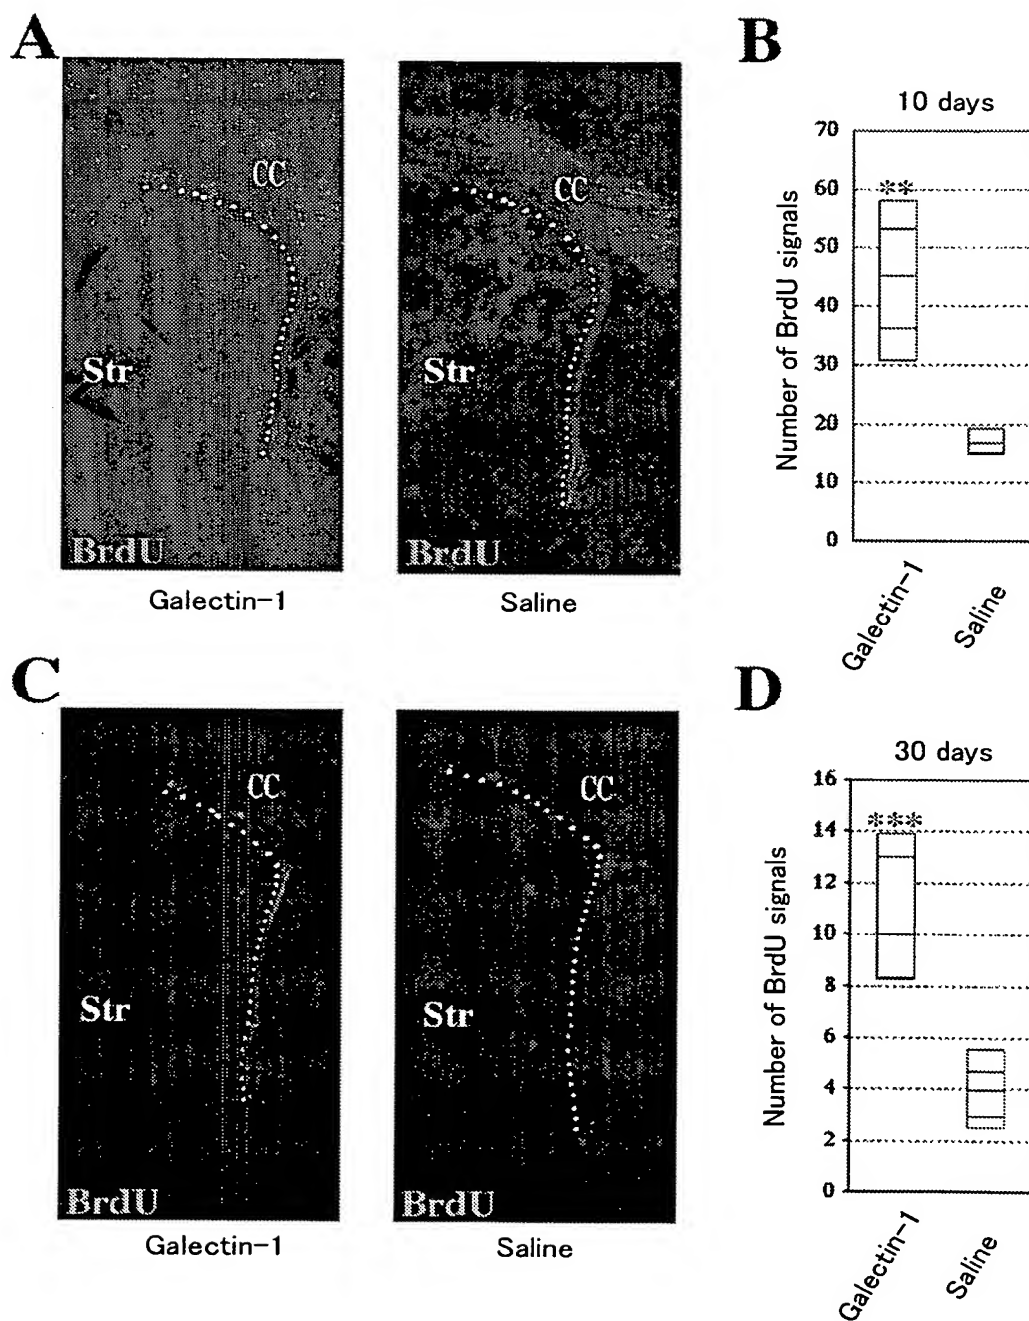 A
CC
Str
BrdU
Galectin-1
CC
Str
BrdU
Saline
B
10 days
Number of BrdU signals
70
60
50
40
30
20
10
0
**
Galectin-1
Saline
C
CC
Str
BrdU
Galectin-1
CC
Str
BrdU
Saline
D
30 days
Number of BrdU signals
16
14
12
10
8
6
4
2
0
***
Galectin-1
Saline